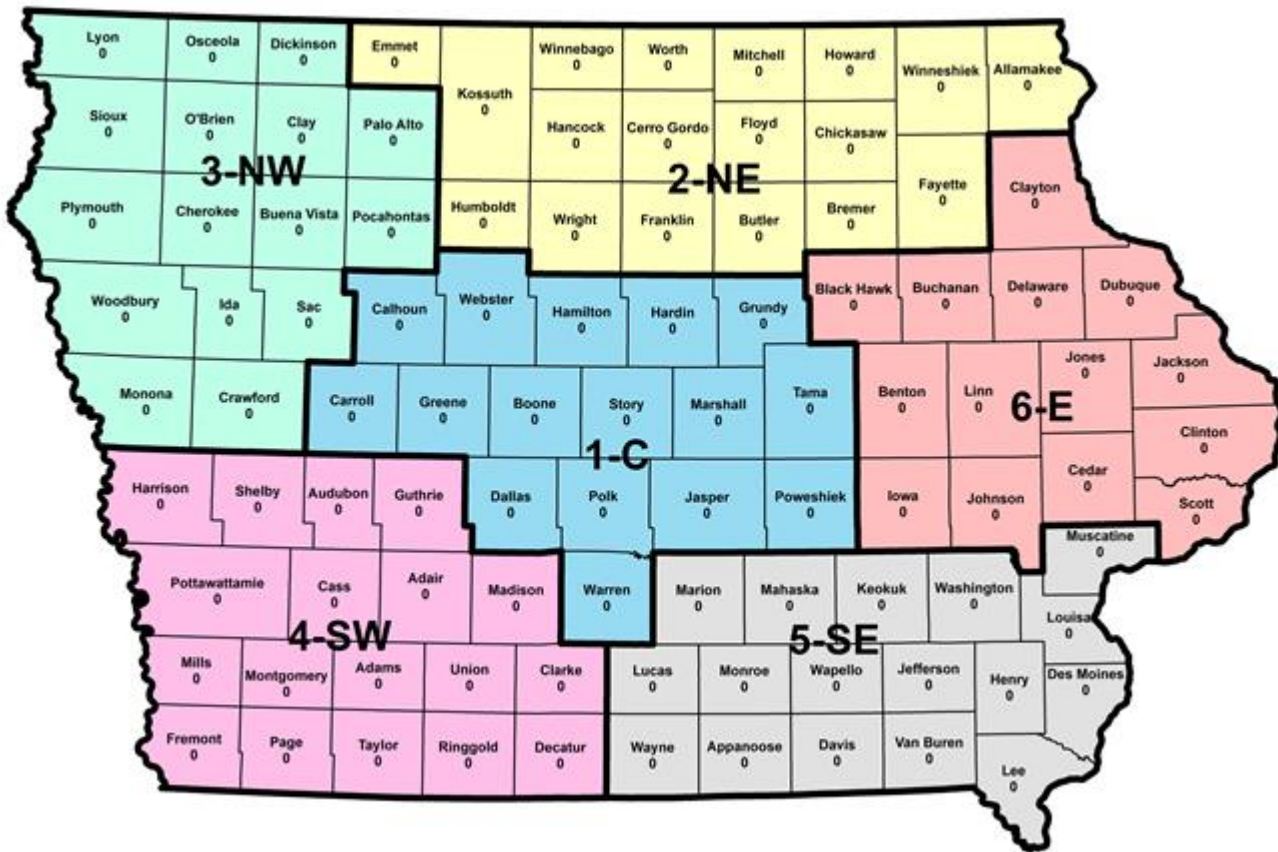 Lyon
0
Osceola
0
Dickinson
0
Emmet
0
Kossuth
0
Winnebago
0
Worth
0
Mitchell
0
Howard
0
Winneshiek
0
Allamakee
0
Sioux
0
O'Brien
0
Clay
0
Palo Alto
0
Hancock
0
Cerro Gordo
0
Floyd
0
Chickasaw
0
3-NW
2-NE
Fayette
0
Clayton
0
Plymouth
0
Cherokee
0
Buena Vista
0
Pocahontas
0
Humboldt
0
Wright
0
Franklin
0
Butler
0
Bremer
0
Woodbury
0
Ida
0
Sac
0
Calhoun
0
Webster
0
Hamilton
0
Hardin
0
Grundy
0
Black Hawk
0
Buchanan
0
Delaware
0
Dubuque
0
Monona
0
Crawford
0
Carroll
0
Greene
0
Boone
0
Story
0
Marshall
0
Tama
0
Benton
0
Linn
0
Jones
0
Jackson
0
6-E
1-C
Clinton
0
Harrison
0
Shelby
0
Audubon
0
Guthrie
0
Dallas
0
Polk
0
Jasper
0
Poweshiek
0
Iowa
0
Johnson
0
Cedar
0
Scott
0
Muscatine
0
Pottawattamie
0
Cass
0
Adair
0
Madison
0
Warren
0
Marion
0
Mahaska
0
Keokuk
0
Washington
0
Louisa
0
4-SW
5-SE
Mills
0
Montgomery
0
Adams
0
Union
0
Clarke
0
Lucas
0
Monroe
0
Wapello
0
Jefferson
0
Henry
0
Des Moines
0
Fremont
0
Page
0
Taylor
0
Ringgold
0
Decatur
0
Wayne
0
Appanoose
0
Davis
0
Van Buren
0
Lee
0